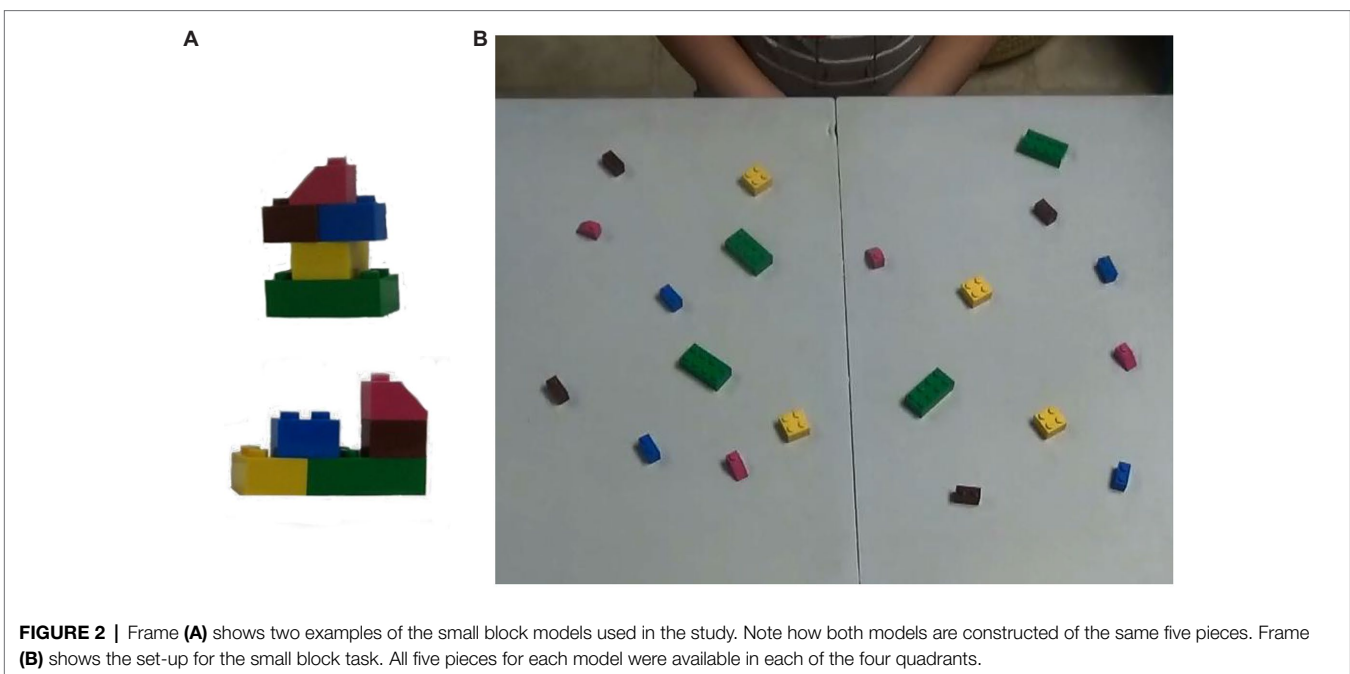 A
B
FIGURE 2 | Frame (A) shows two examples of the small block models used in the study. Note how both models are constructed of the same five pieces. Frame
(B) shows the set-up for the small block task. All five pieces for each model were available in each of the four quadrants.